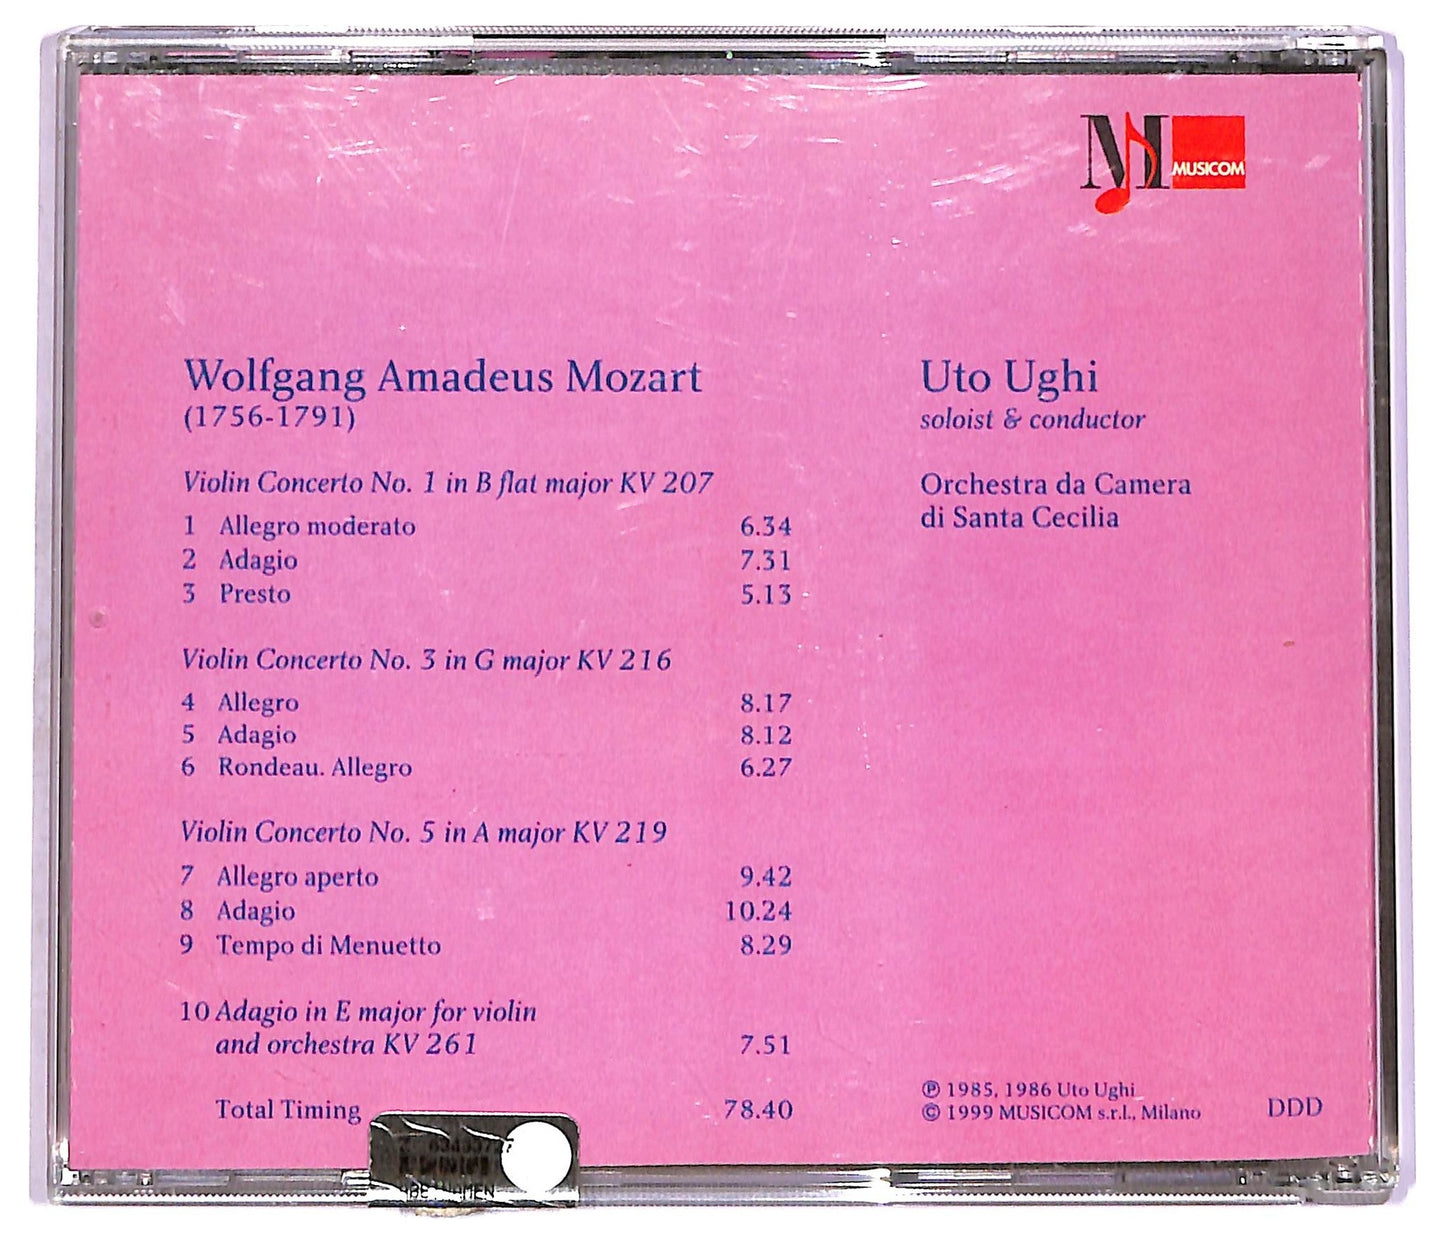 MUSICOM
Wolfgang Amadeus Mozart
(1756-1791)
Violin Concerto No. 1 in B flat major KV 207
1 Allegro moderato 6.34
2 Adagio 7.31
3 Presto 5.13
Violin Concerto No. 3 in G major KV 216
4 Allegro 8.17
5 Adagio 8.12
6 Rondeau. Allegro 6.27
Violin Concerto No. 5 in A major KV 219
7 Allegro aperto 9.42
8 Adagio 10.24
9 Tempo di Menuetto 8.29
10 Adagio in E major for violin
and orchestra KV 261 7.51
Total Timing 78.40
Uto Ughi
soloist & conductor
Orchestra da Camera
di Santa Cecilia
℗ 1985, 1986 Uto Ughi
© 1999 MUSICOM s.r.l., Milano
DDD